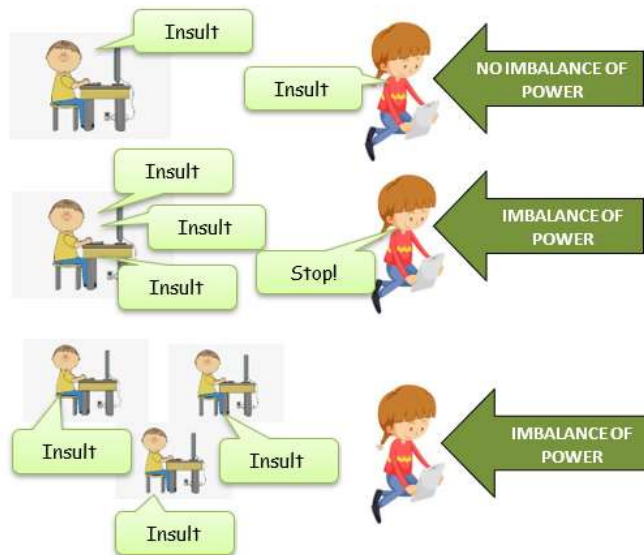 Insult
Insult
NO IMBALANCE OF
POWER
Insult
Insult
Insult
Stop!
IMBALANCE OF
POWER
Insult
Insult
Insult
IMBALANCE OF
POWER